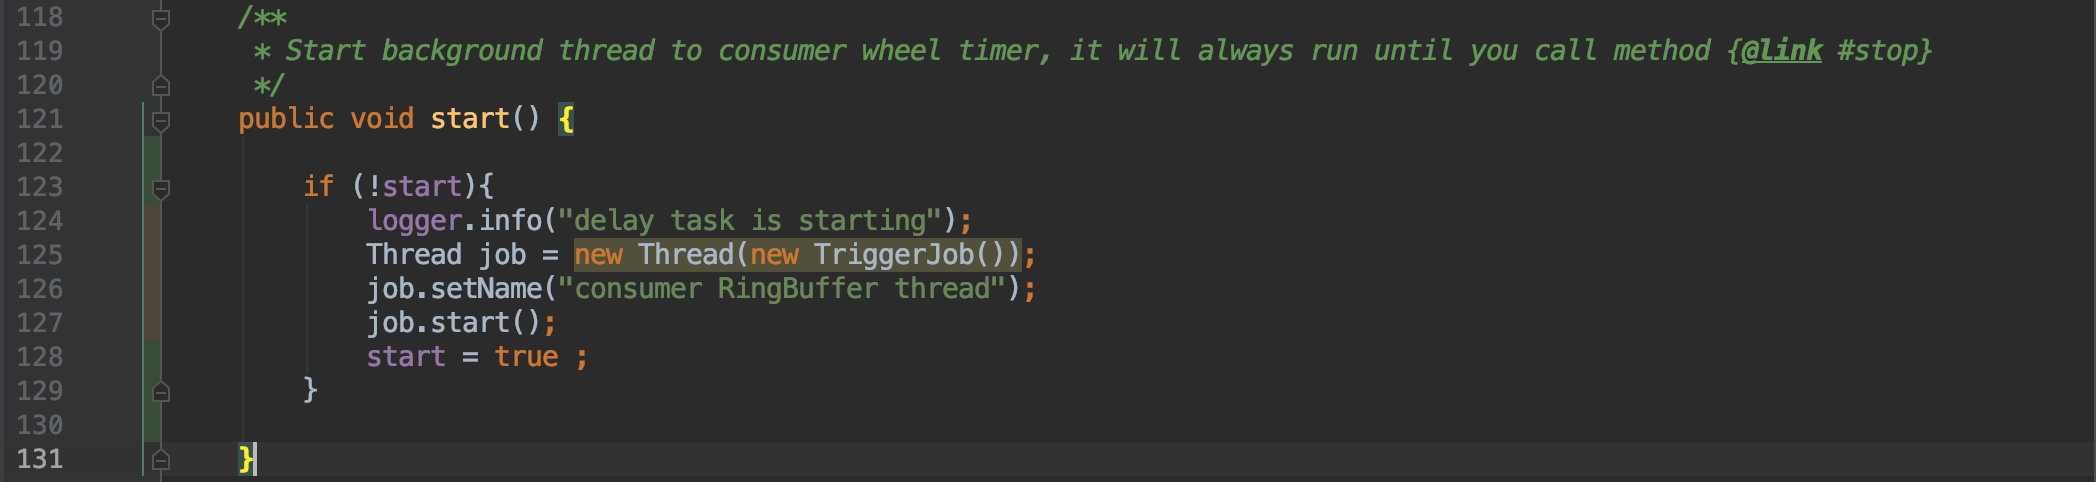 118 /**
119 * Start background thread to consumer wheel timer, it will always run until you call method {@link #stop}
120 */
121 public void start() {
122
123 if (!start){
124 logger.info("delay task is starting");
125 Thread job = new Thread(new TriggerJob());
126 job.setName("consumer RingBuffer thread");
127 job.start();
128 start = true ;
129 }
130
131 }